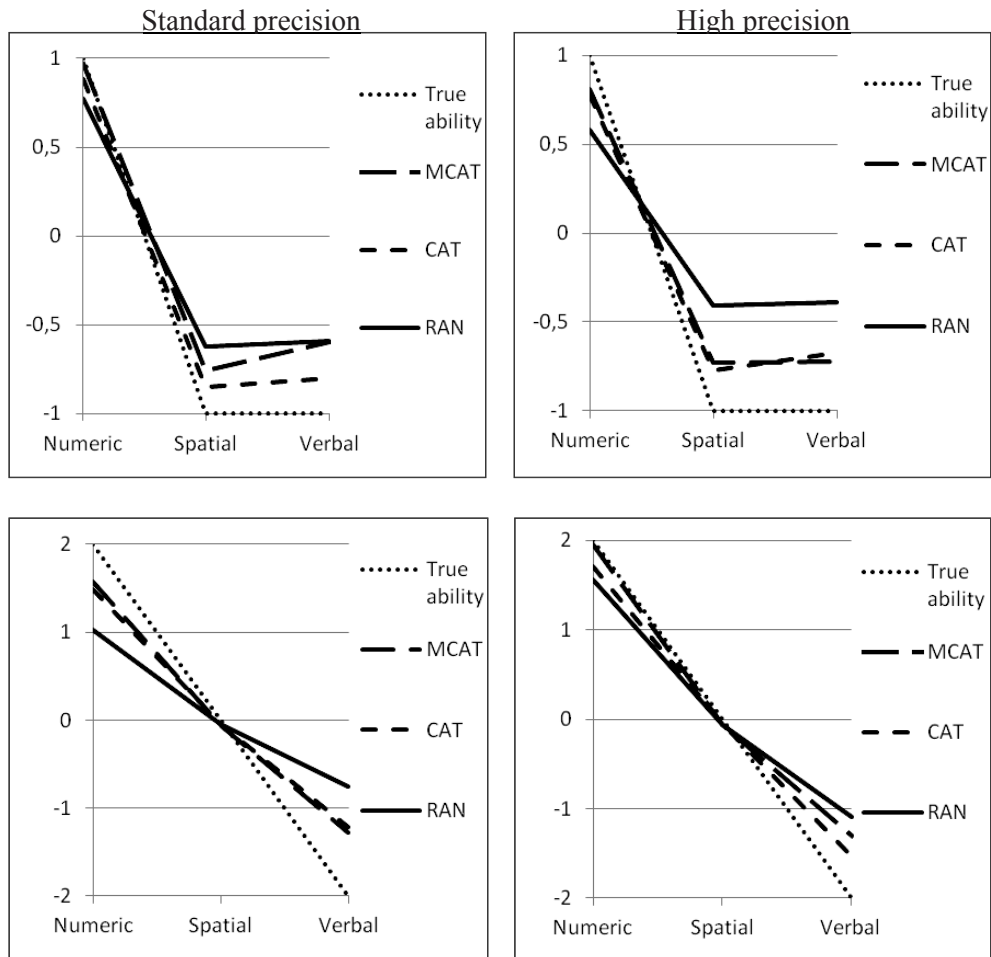 Standard precision
1
0,5
0
-0,5
-1
Numeric
Spatial
Verbal
True
ability
MCAT
CAT
RAN
High precision
1
0,5
0
-0,5
-1
Numeric
Spatial
Verbal
True
ability
MCAT
CAT
RAN
2
1
0
-1
-2
Numeric
Spatial
Verbal
True
ability
MCAT
CAT
RAN
2
1
0
-1
-2
Numeric
Spatial
Verbal
True
ability
MCAT
CAT
RAN